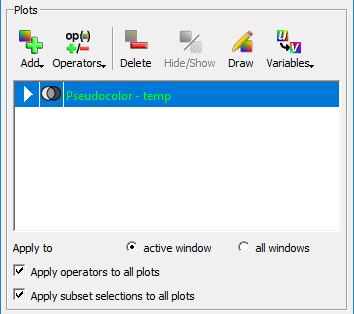 Plots
op(·)
+/-
Add Operators Delete Hide/Show Draw Variables
Pseudocolor - temp
Apply to active window all windows
Apply operators to all plots
Apply subset selections to all plots